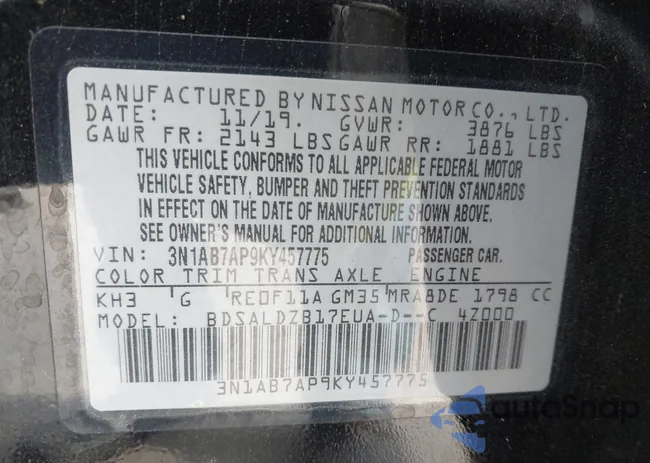 MANUFACTURED BY NISSAN MOTOR CO., LTD.
DATE: 11/19. GVWR: 3876 LBS
GAWR FR: 2143 LBS GAWR RR: 1881 LBS
THIS VEHICLE CONFORMS TO ALL APPLICABLE FEDERAL MOTOR
VEHICLE SAFETY, BUMPER AND THEFT PREVENTION STANDARDS
IN EFFECT ON THE DATE OF MANUFACTURE SHOWN ABOVE.
SEE OWNER'S MANUAL FOR ADDITIONAL INFORMATION.
VIN: 3N1AB7AP9KY457775 PASSENGER CAR.
COLOR TRIM TRANS AXLE ENGINE
KH3 G RE0F11A GM35 MRA8DE 1798 CC
BDSALDZB17EUA-D--C 4Z000
3N1AB7AP9KY457775
autoSnap